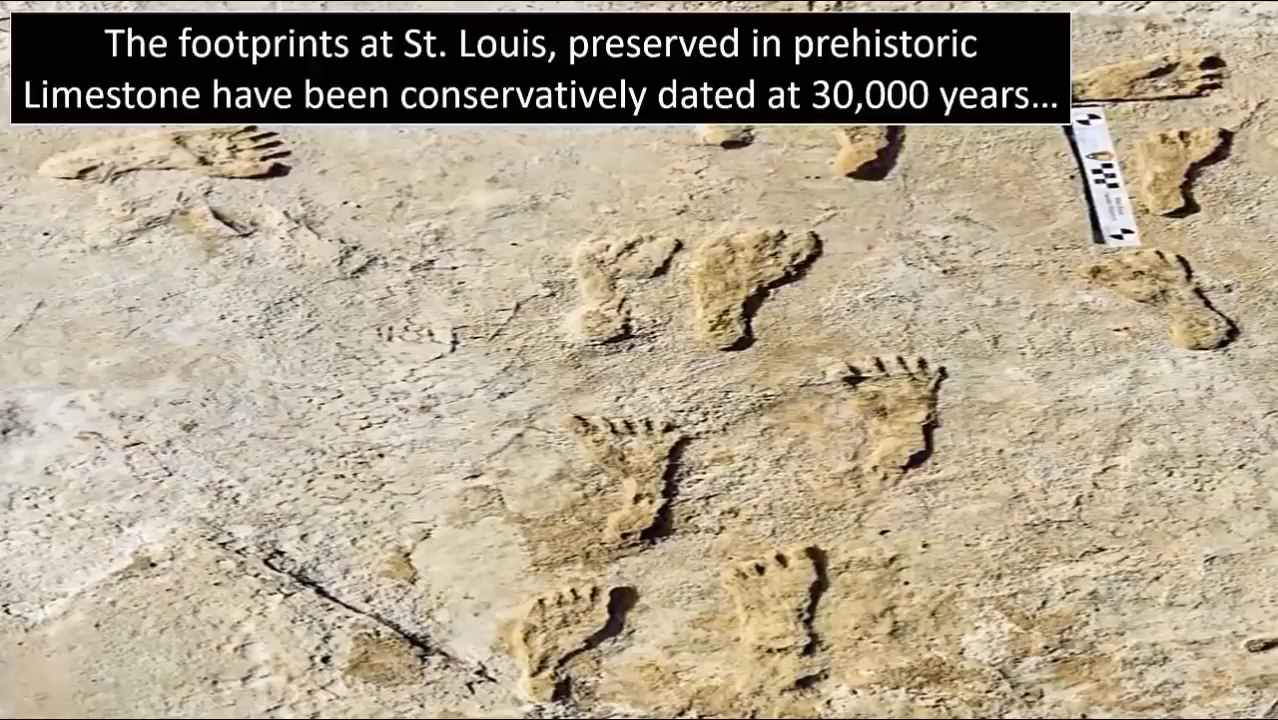 The footprints at St. Louis, preserved in prehistoric
Limestone have been conservatively dated at 30,000 years...